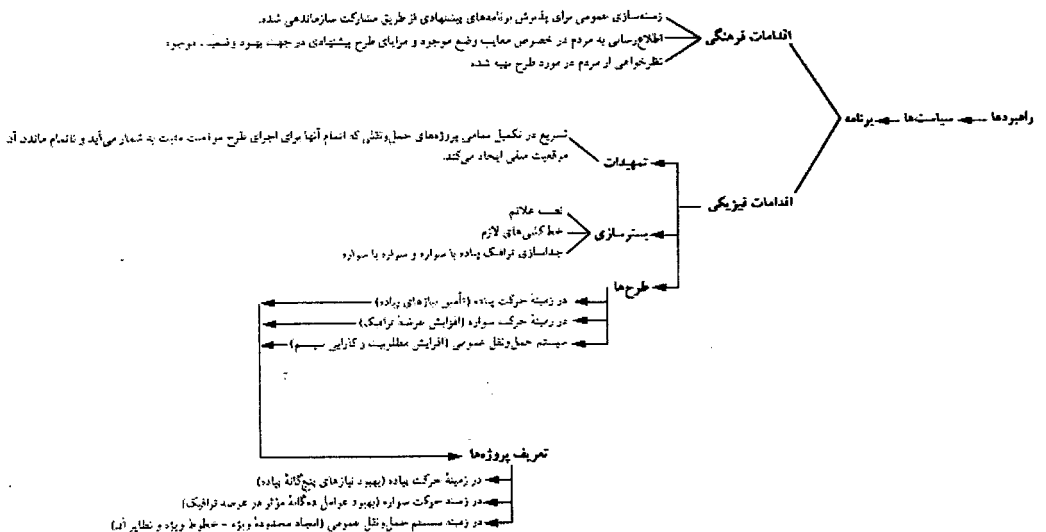 زمینه‌سازی عمومی برای پذیرش برنامه‌های پیشنهادی از طریق مشارکت سازماندهی شده.
اقدامات فرهنگی
اطلاع‌رسانی به مردم در خصوص معایب وضع موجود و مزایای طرح پیشنهادی در جهت بهبود وضعیت موجود
نظرخواهی از مردم در مورد طرح تهیه شده
راهبردها
سیاست‌ها
برنامه
تسریع در تکمیل تمامی پروژه‌های حمل‌ونقلی که اتمام آنها برای اجرای طرح موقعیت مثبت به شمار می‌آید و ناتمام ماندن آن
موقعیت منفی ایجاد می‌کند.
تمهیدات
اقدامات فیزیکی
نصب علائم
بسترسازی
خط‌کشی‌های لازم
جداسازی ترافیک پیاده با سواره و سواره با سواره
طرح‌ها
در زمینهٔ حرکت پیاده (تأمین نیازهای پیاده)
در زمینهٔ حرکت سواره (افزایش عرضهٔ ترافیک)
سیستم حمل‌ونقل عمومی (افزایش مطلوبیت و کارایی سیستم)
تعریف پروژه‌ها
در زمینهٔ حرکت پیاده (بهبود نیازهای پنج‌گانهٔ پیاده)
در زمینه حرکت سواره (بهبود عوامل ده‌گانهٔ مؤثر در عرضه ترافیک)
در زمینه سیستم حمل‌ونقل عمومی (ایجاد محدودهٔ ویژه - خطوط ویژه و نظایر آن)